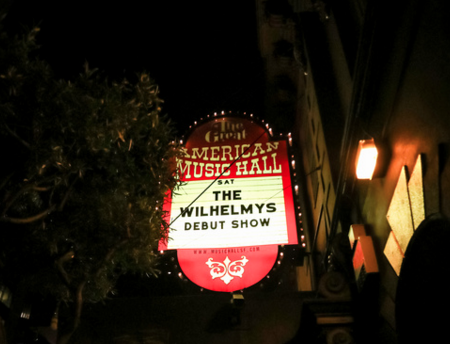 The
Great
AMERICAN
MUSIC HALL
SAT
THE
WILHELMYS
DEBUT SHOW
WWW.MUSICHALLSF.COM